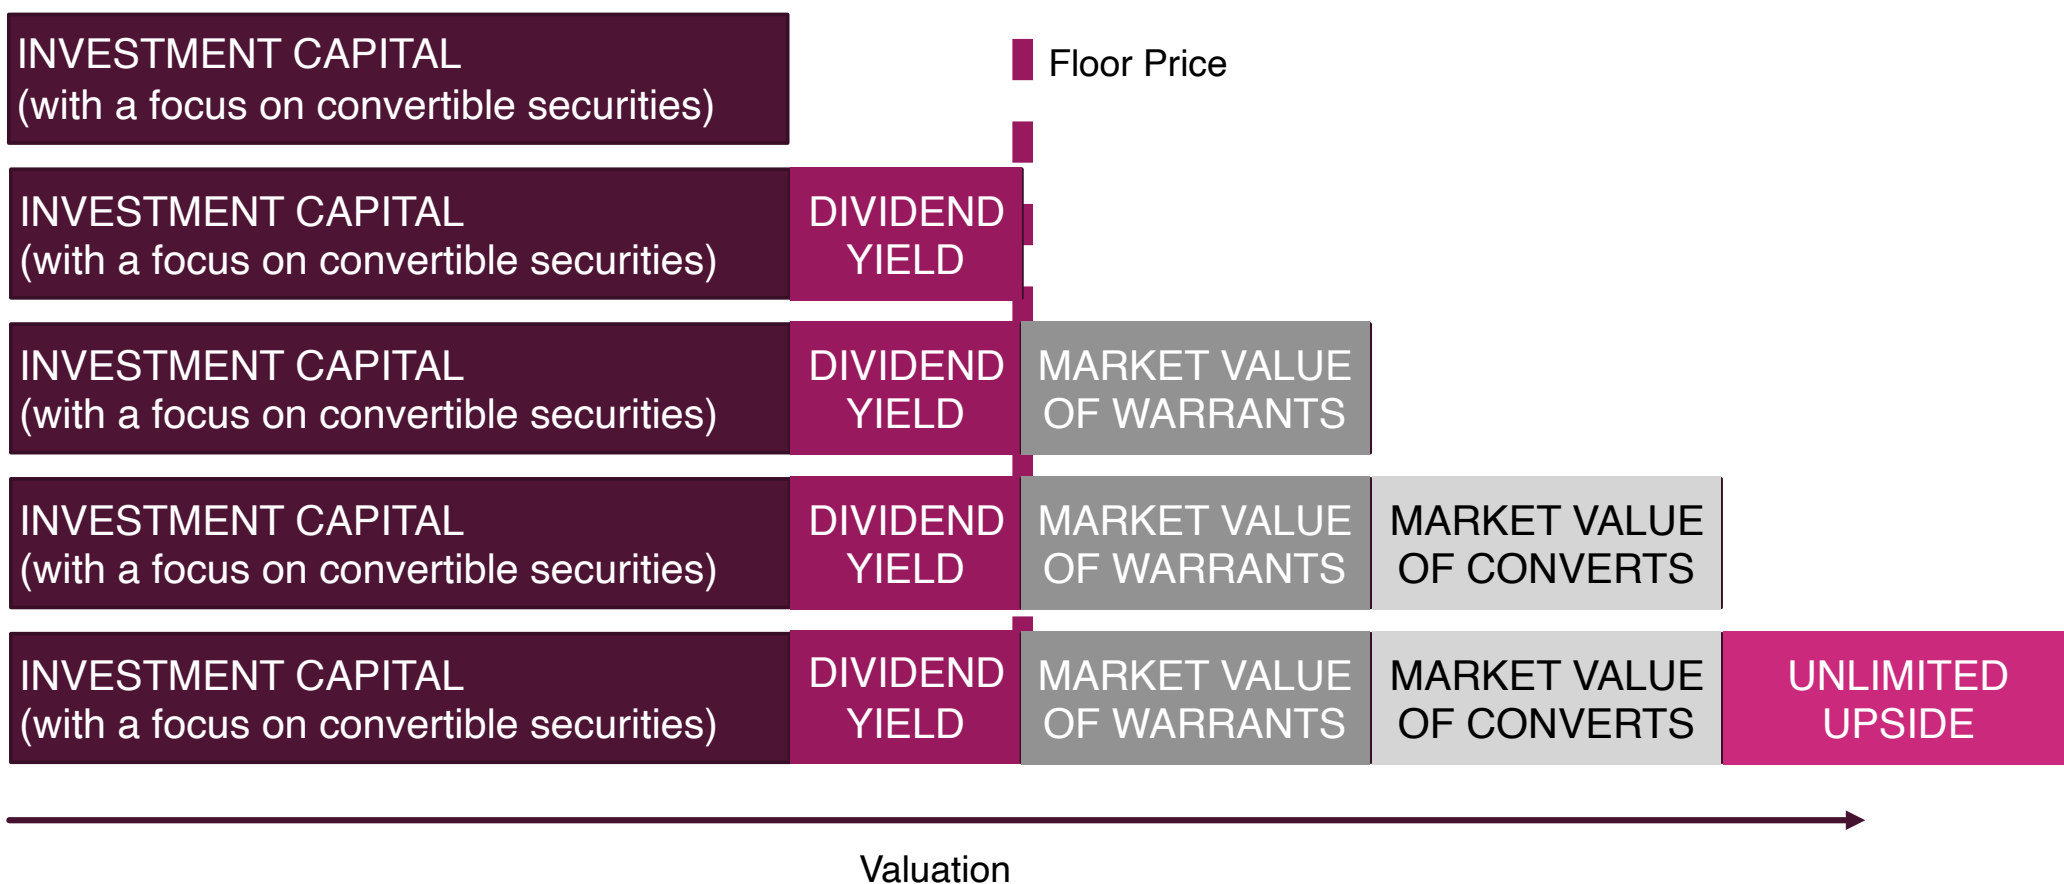 INVESTMENT CAPITAL
(with a focus on convertible securities)
Floor Price
INVESTMENT CAPITAL
(with a focus on convertible securities)
DIVIDEND
YIELD
INVESTMENT CAPITAL
(with a focus on convertible securities)
DIVIDEND
YIELD
MARKET VALUE
OF WARRANTS
INVESTMENT CAPITAL
(with a focus on convertible securities)
DIVIDEND
YIELD
MARKET VALUE
OF WARRANTS
MARKET VALUE
OF CONVERTS
INVESTMENT CAPITAL
(with a focus on convertible securities)
DIVIDEND
YIELD
MARKET VALUE
OF WARRANTS
MARKET VALUE
OF CONVERTS
UNLIMITED
UPSIDE
Valuation